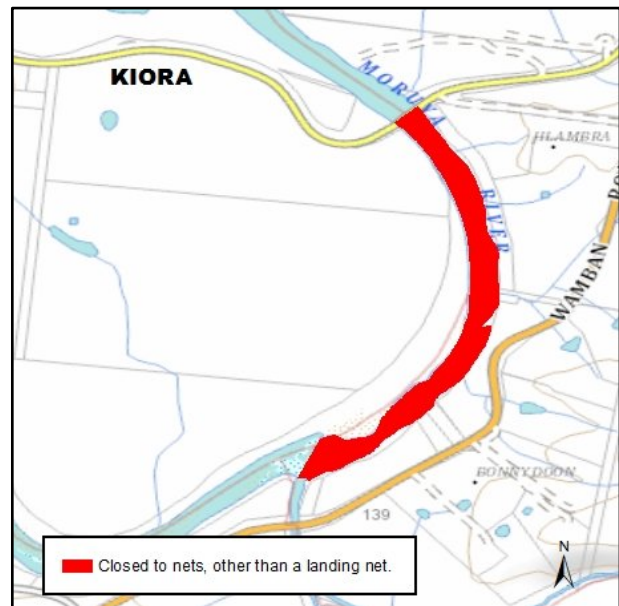 KIORA
MORUYA
RIVER
HLAMBRA
WAMBAN
BONNYDOON
139
Closed to nets, other than a landing net.
N